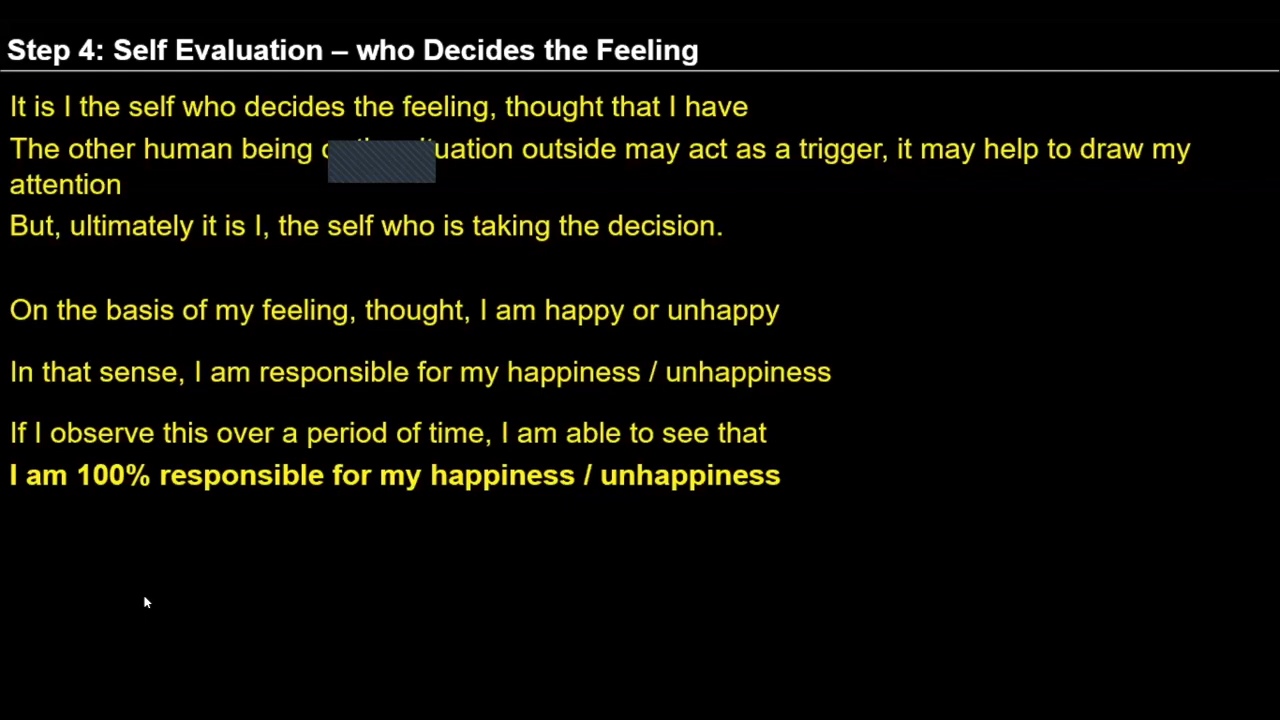 Step 4: Self Evaluation – who Decides the Feeling
It is I the self who decides the feeling, thought that I have
The other human being outside may act as a trigger, it may help to draw my
attention
But, ultimately it is I, the self who is taking the decision.
On the basis of my feeling, thought, I am happy or unhappy
In that sense, I am responsible for my happiness / unhappiness
If I observe this over a period of time, I am able to see that
I am 100% responsible for my happiness / unhappiness